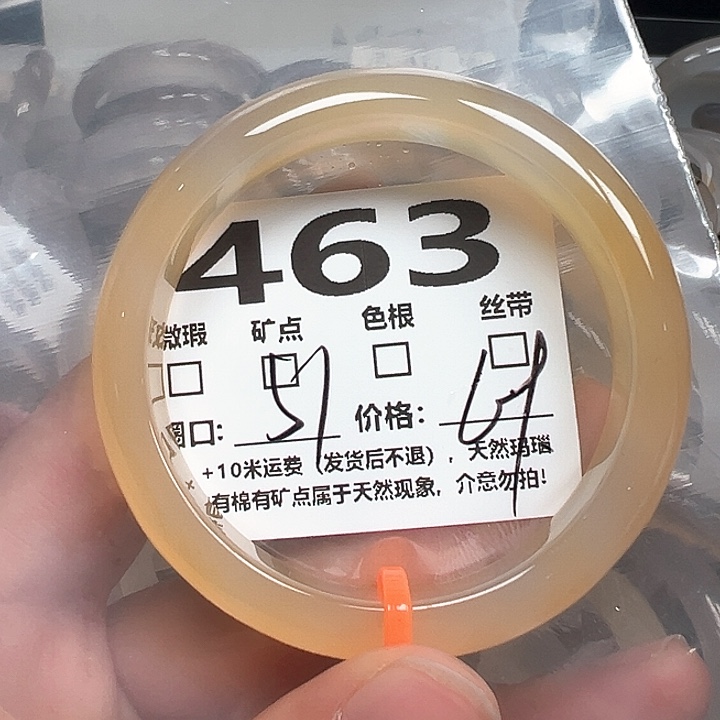 463
微瑕 矿点 色根 丝带
圈口: 51 价格: 69
+10米运费 (发货后不退), 天然玛瑙
有棉有矿点属于天然现象, 介意勿拍!